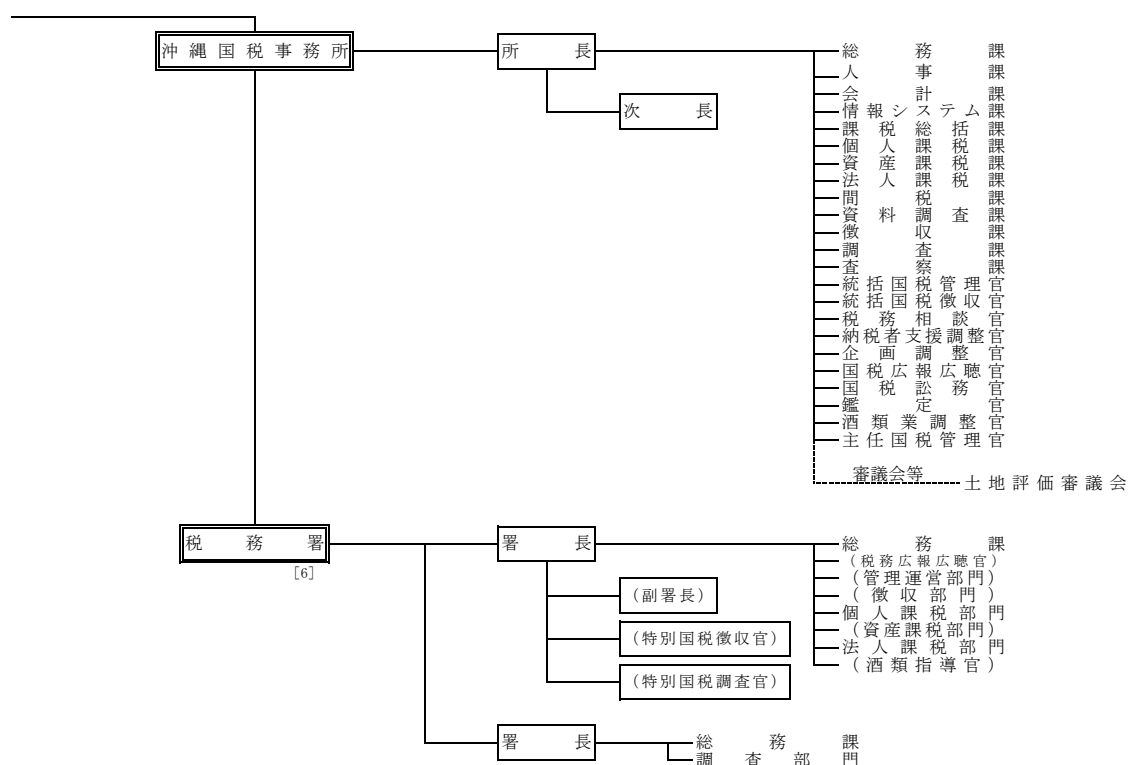 沖縄国税事務所
所長
次長
総務課
人事課
会計課
情報システム課
課税総括課
個人課税課
資産課税課
法人課税課
間税課
資料調査課
徴収課
調査課
査察課
統括国税管理官
統括国税徴収官
税務相談官
納税者支援調整官
企画調整官
国税広報広聴官
国税訟務官
鑑定官
酒類業調整官
主任国税管理官
審議会等
土地評価審議会
税務署
[6]
署長
(副署長)
(特別国税徴収官)
(特別国税調査官)
総務課
(税務広報広聴官)
(管理運営部門)
(徴収部門)
個人課税部門
(資産課税部門)
法人課税部門
(酒類指導官)
署長
総務課
調査部門